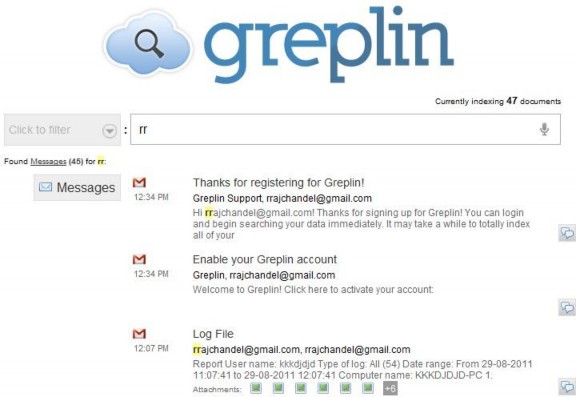 greplin
Currently indexing 47 documents
Click to filter : rr
Found Messages (45) for rr:
Messages
Thanks for registering for Greplin!
12:34 PM Greplin Support, rrajchandel@gmail.com
Hi rrajchandel@gmail.com! Thanks for signing up for Greplin! You can login
and begin searching your data immediately. It may take a while to totally index
all of your
Enable your Greplin account
12:34 PM Greplin, rrajchandel@gmail.com
Welcome to Greplin! Click here to activate your account:
Log File
12:07 PM rrajchandel@gmail.com, rrajchandel@gmail.com
Report User name: kkkdjdjd Type of log: All (54) Date range: From 29-08-2011
11:07:41 to 29-08-2011 12:07:41 Computer name: KKKDJDJD-PC 1.
Attachments: +6